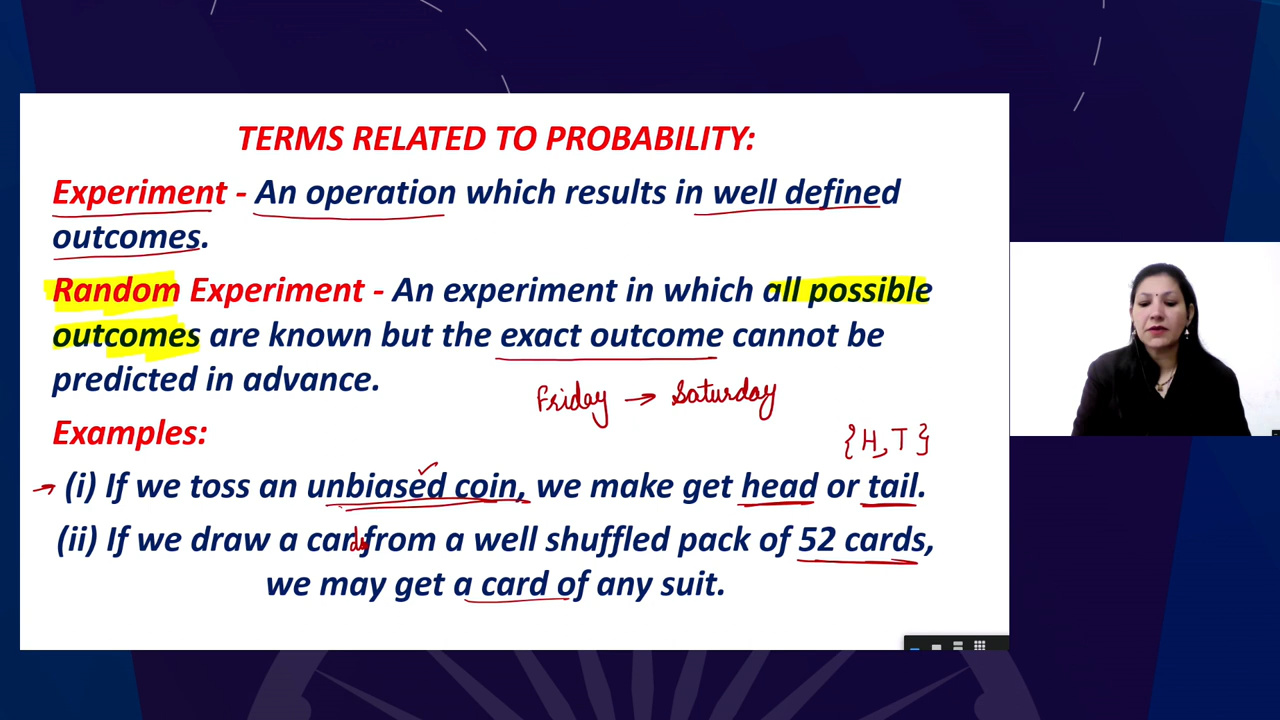 TERMS RELATED TO PROBABILITY:
Experiment - An operation which results in well defined
outcomes.
Random Experiment - An experiment in which all possible
outcomes are known but the exact outcome cannot be
predicted in advance.
Friday → Saturday
Examples:
{H, T}
→ (i) If we toss an unbiased coin, we make get head or tail.
(ii) If we draw a card from a well shuffled pack of 52 cards,
we may get a card of any suit.